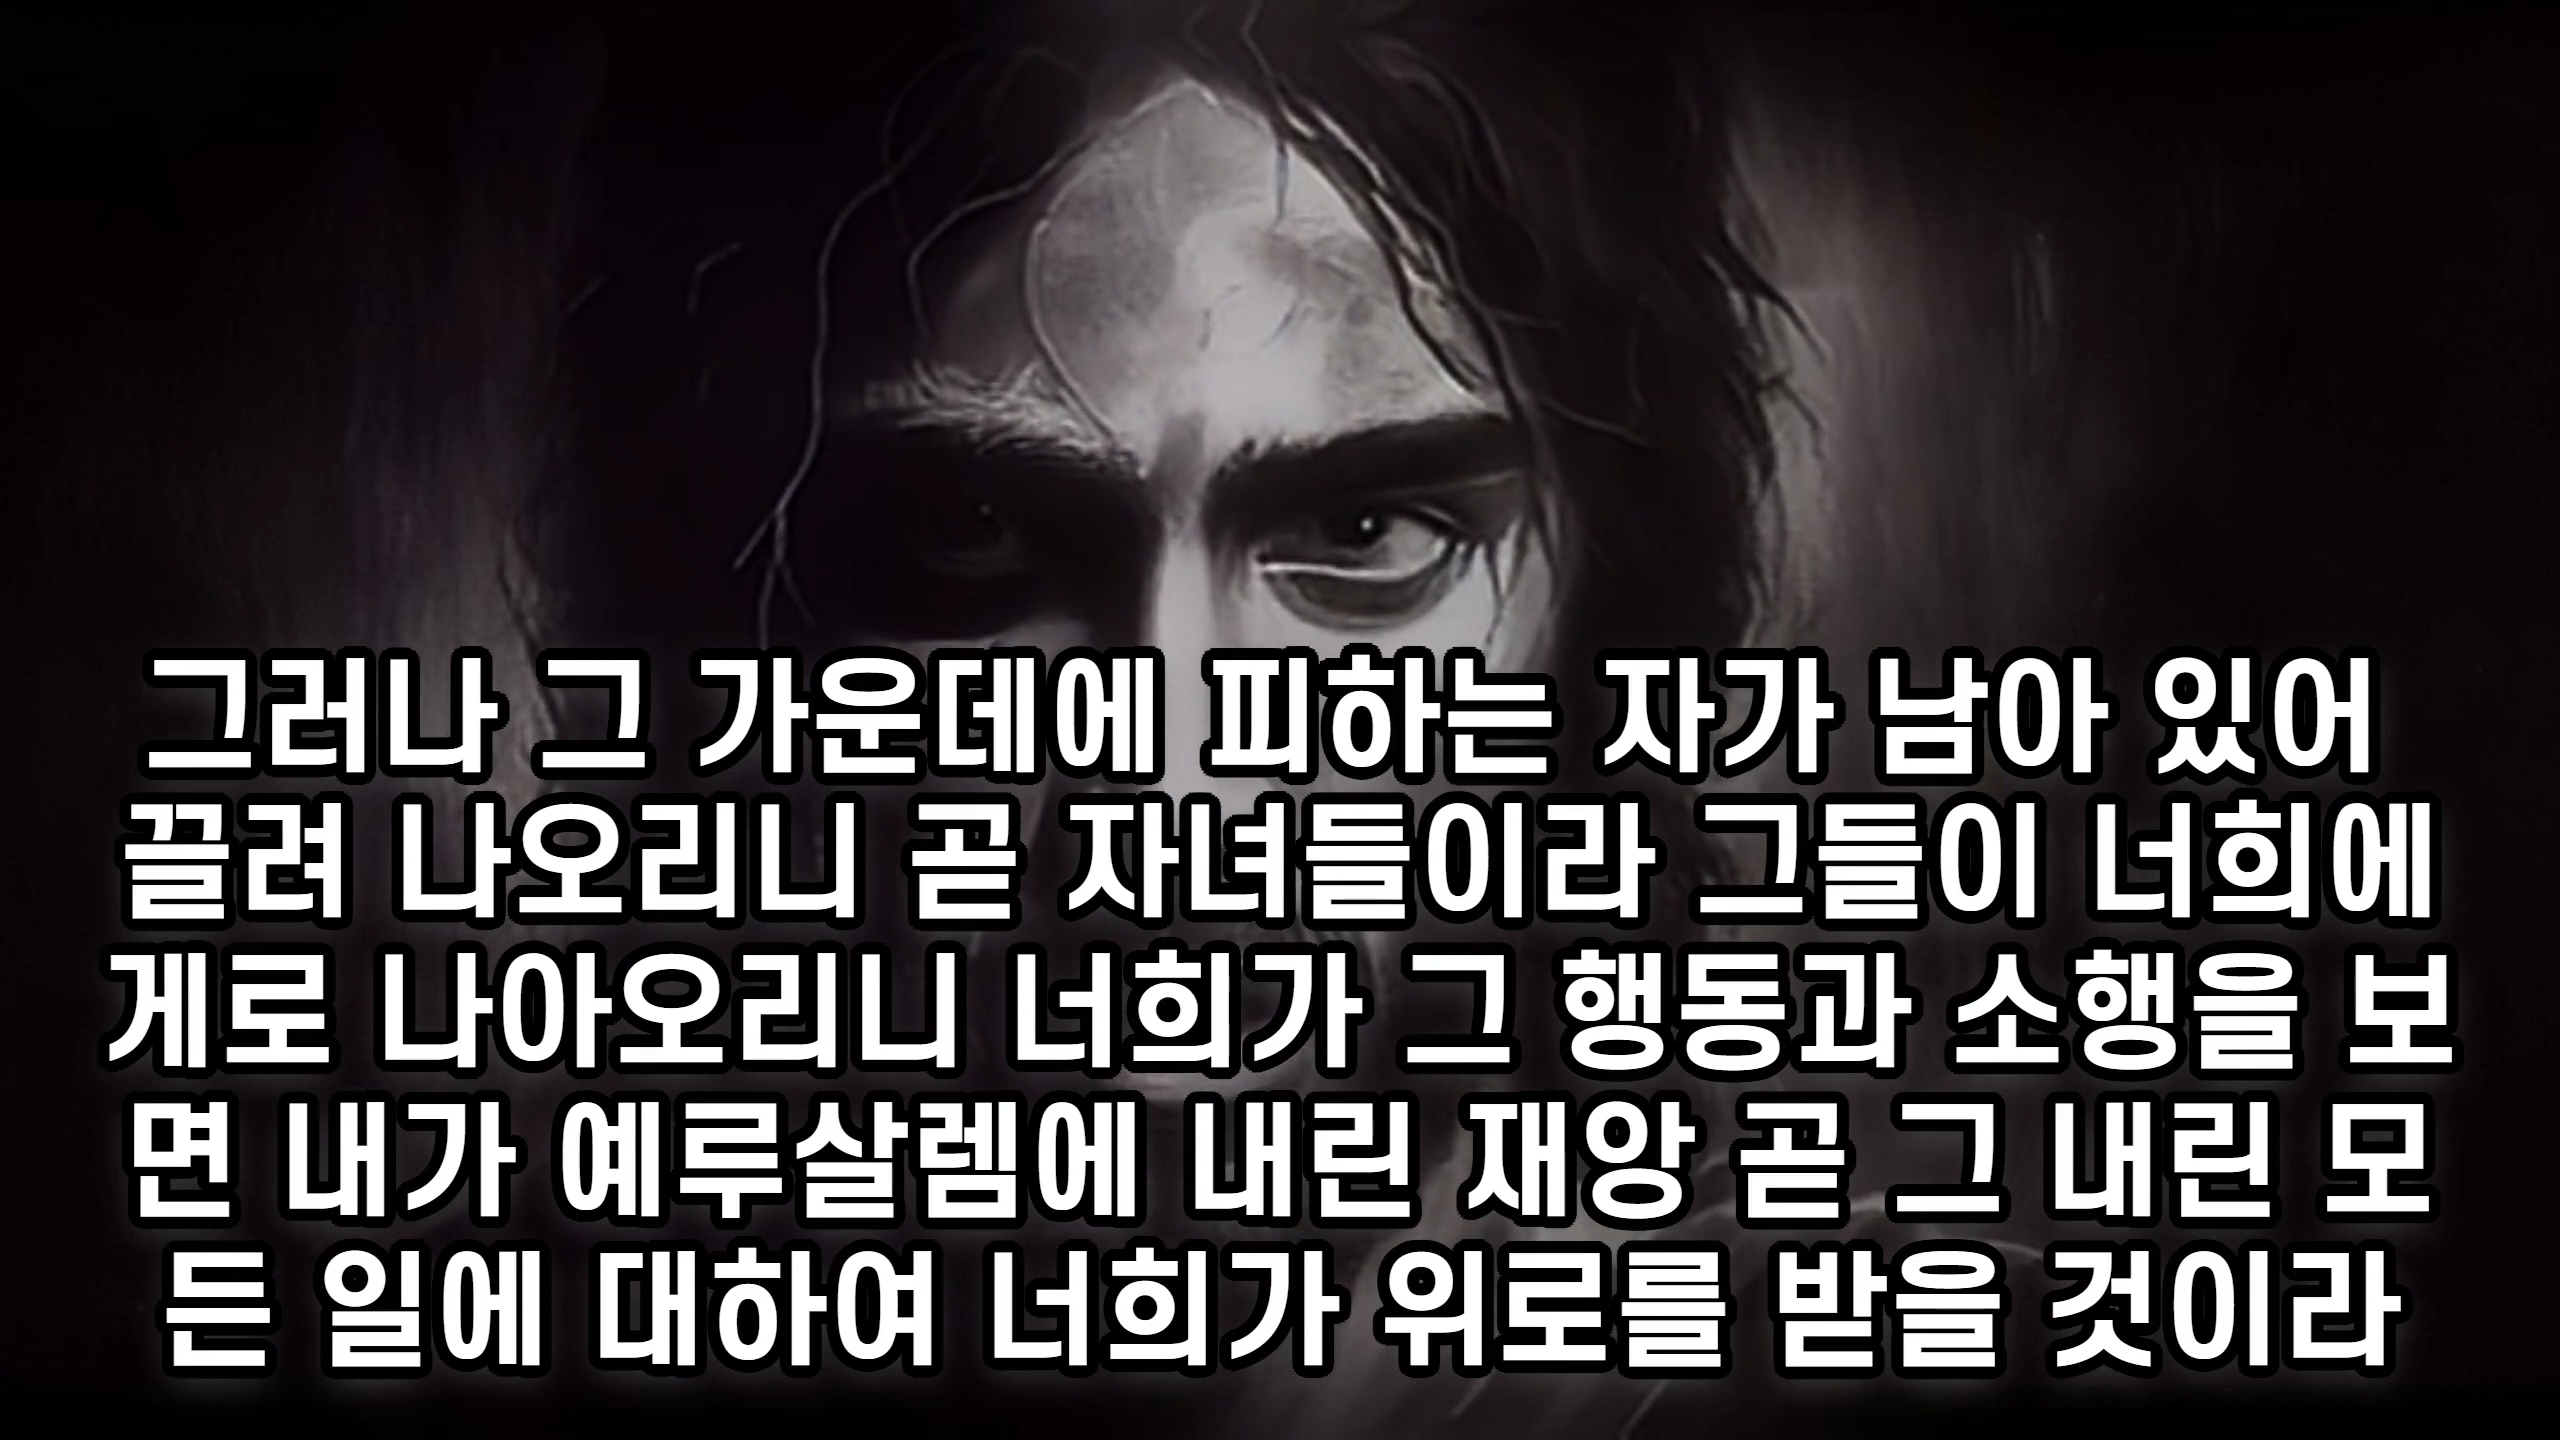 그러나 그 가운데에 피하는 자가 남아 있어
끌려 나오리니 곧 자녀들이라 그들이 너희에
게로 나아오리니 너희가 그 행동과 소행을 보
면 내가 예루살렘에 내린 재앙 곧 그 내린 모
든 일에 대하여 너희가 위로를 받을 것이라